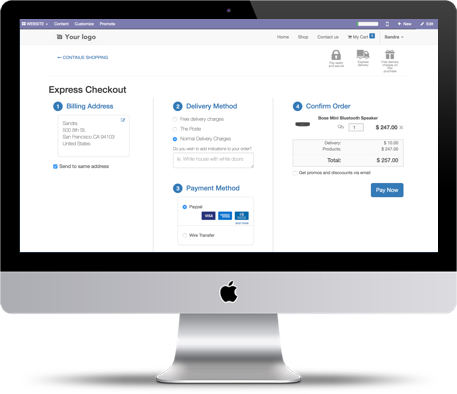 WEBSITE Content Customize Promote + New Edit
Your logo Home Shop Contact us My Cart 1 Sandra
← CONTINUE SHOPPING
Express Checkout
1 Billing Address
Sandra
San Francisco CA 94103
United States
Send to same address
2 Delivery Method
Free delivery charges
The Poste
Normal Delivery Charges
Do you wish to add indications to your order?
ie. White house with white doors
3 Payment Method
Paypal
VISA
Wire Transfer
4 Confirm Order
Bose Mini Bluetooth Speaker
Qty 1 $ 247.00
Delivery: $ 10.00
Products: $ 247.00
Total: $ 257.00
Get promos and discounts via email
Pay Now